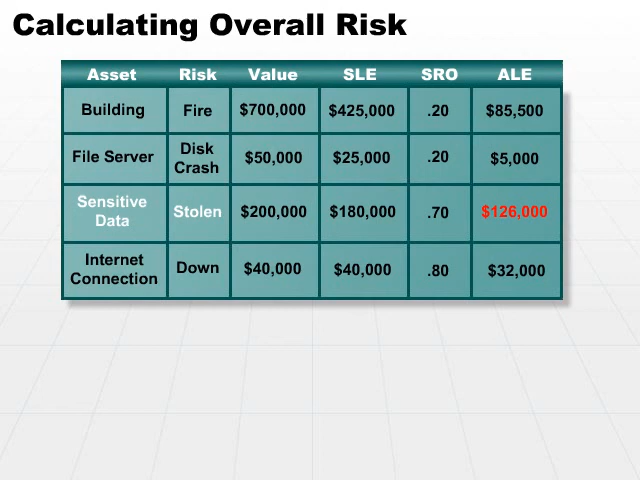 Calculating Overall Risk
Asset Risk Value SLE SRO ALE
Building Fire $700,000 $425,000 .20 $85,500
File Server Disk Crash $50,000 $25,000 .20 $5,000
Sensitive Data Stolen $200,000 $180,000 .70 $126,000
Internet Connection Down $40,000 $40,000 .80 $32,000